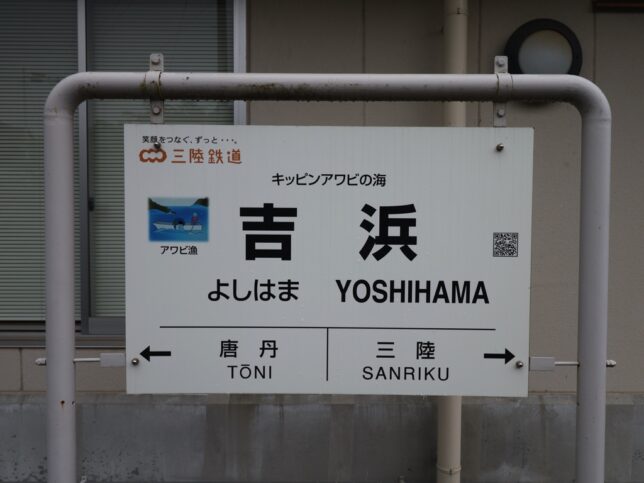 笑顔をつなぐ、ずっと・・・。
三陸鉄道
キッピンアワビの海
吉浜
アワビ漁
よしはま YOSHIHAMA
唐丹
TŌNI
三陸
SANRIKU